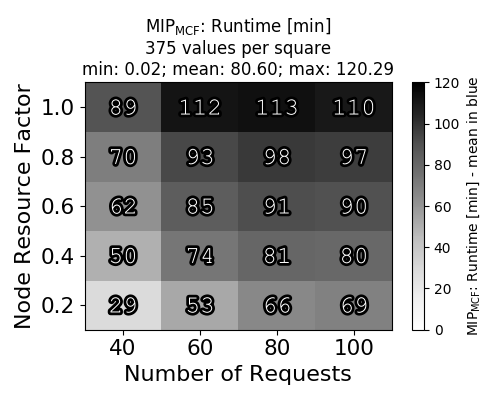 MIP_MCF: Runtime [min]
375 values per square
min: 0.02; mean: 80.60; max: 120.29
Node Resource Factor
1.0 89 112 113 110
0.8 70 93 98 97
0.6 62 85 91 90
0.4 50 74 81 80
0.2 29 53 66 69
40 60 80 100
Number of Requests
120
100
80
60
40
20
0
MIP_MCF: Runtime [min] - mean in blue